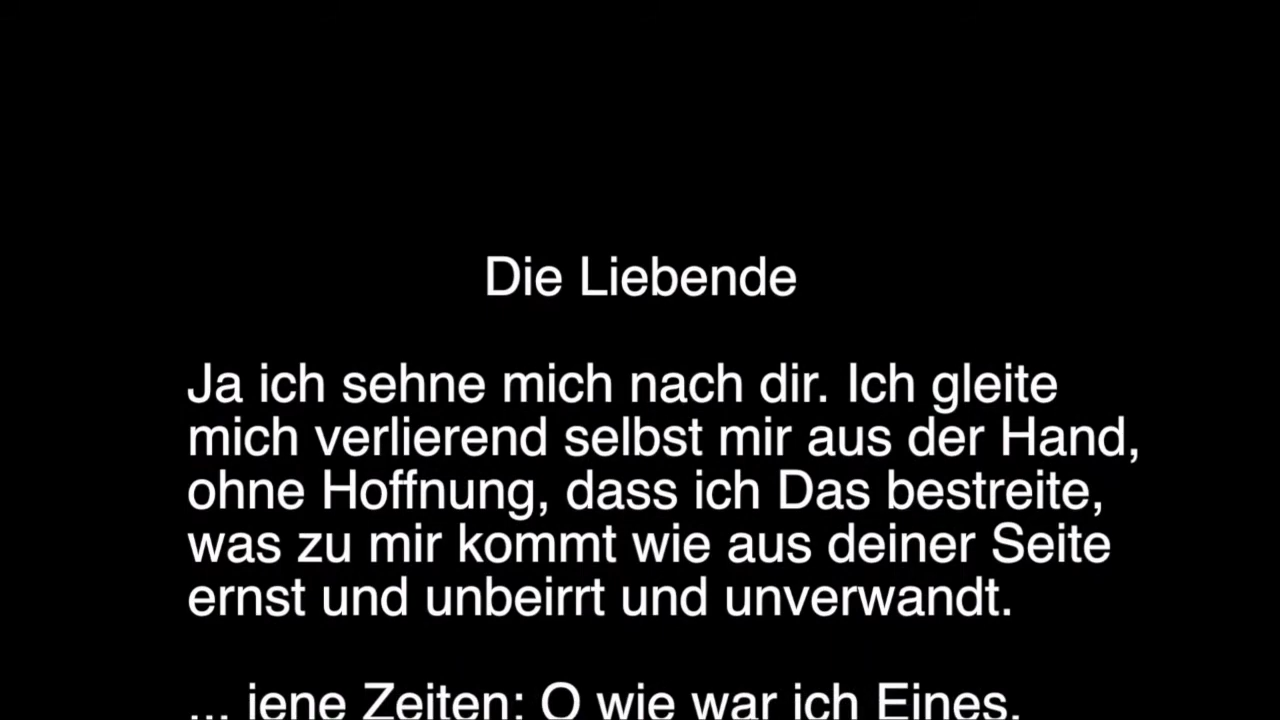 Die Liebende
Ja ich sehne mich nach dir. Ich gleite
mich verlierend selbst mir aus der Hand,
ohne Hoffnung, dass ich Das bestreite,
was zu mir kommt wie aus deiner Seite
ernst und unbeirrt und unverwandt.
... jene Zeiten: O wie war ich Eines,